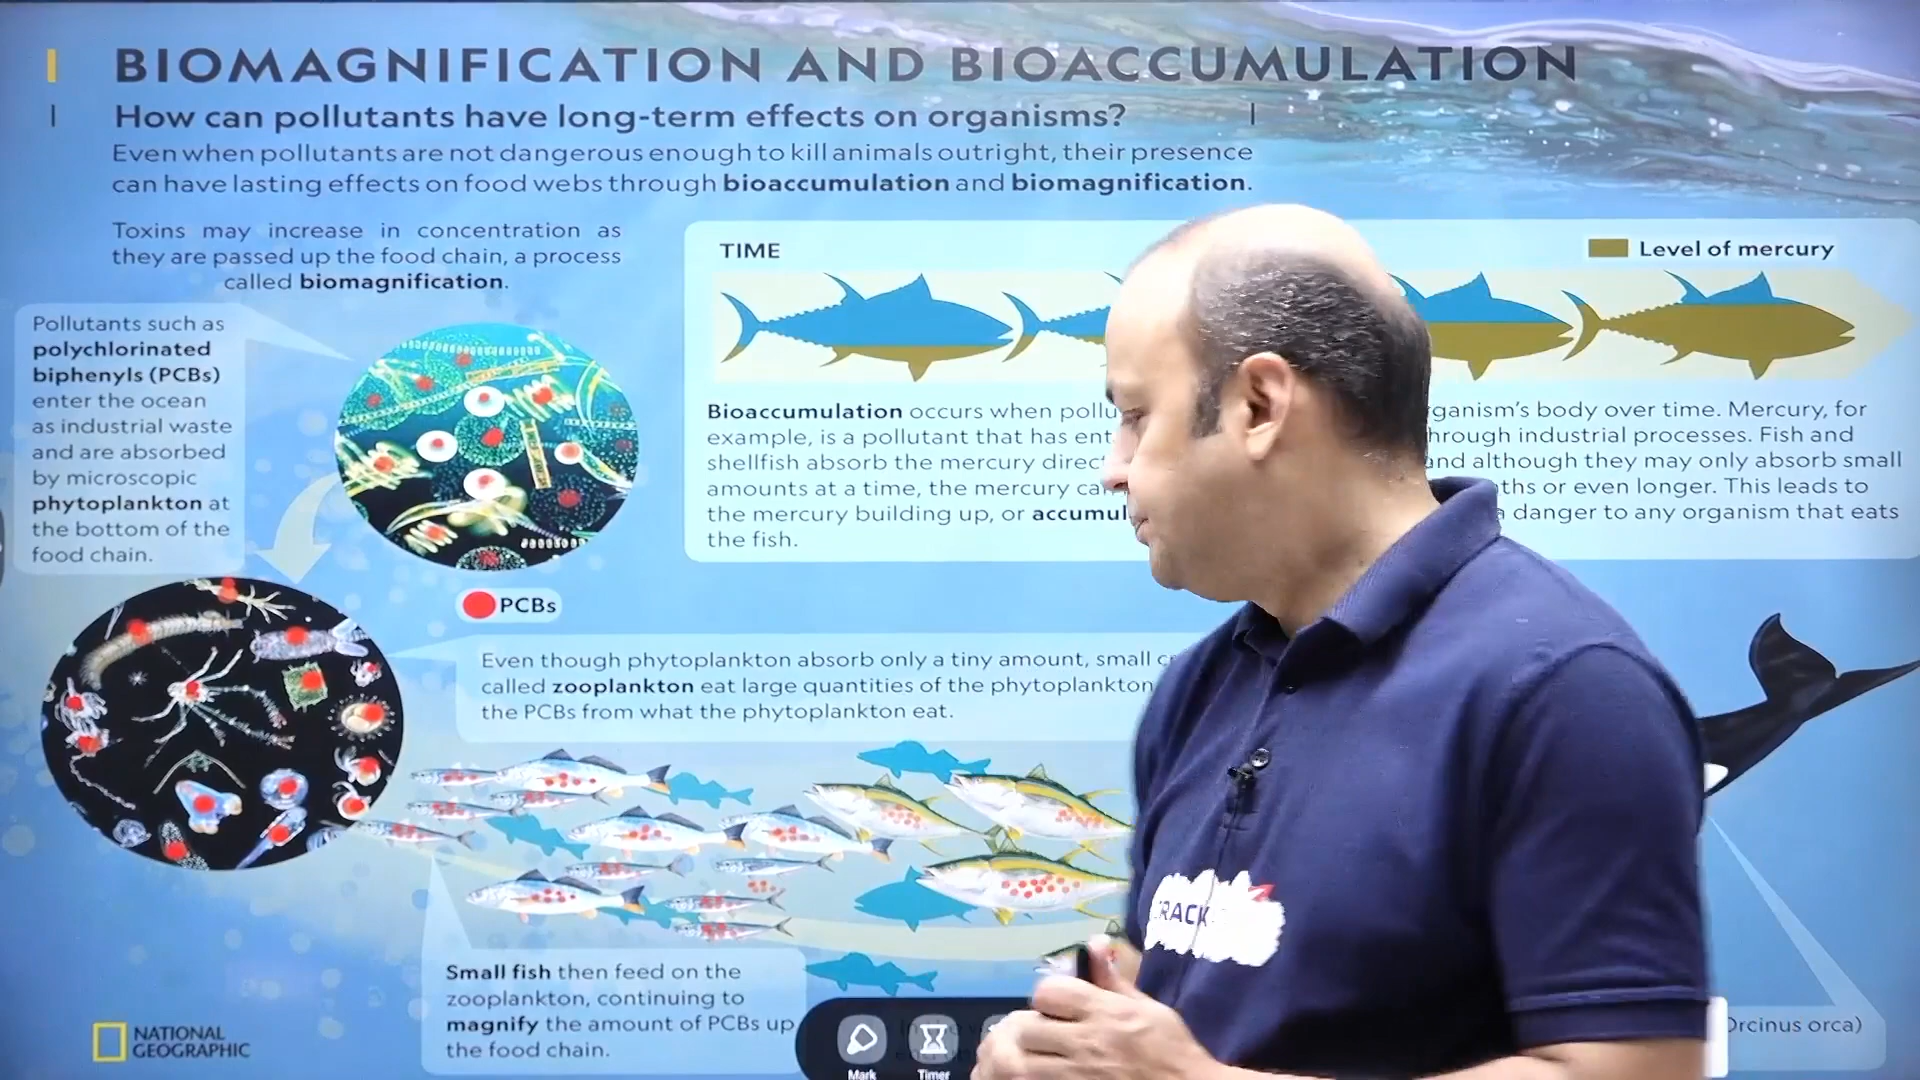 BIOMAGNIFICATION AND BIOACCUMULATION
How can pollutants have long-term effects on organisms?
Even when pollutants are not dangerous enough to kill animals outright, their presence
can have lasting effects on food webs through bioaccumulation and biomagnification.
Toxins may increase in concentration as
they are passed up the food chain, a process
called biomagnification.
Pollutants such as
polychlorinated
biphenyls (PCBs)
enter the ocean
as industrial waste
and are absorbed
by microscopic
phytoplankton at
the bottom of the
food chain.
TIME
Level of mercury
Bioaccumulation occurs when organism's body over time. Mercury, for
example, is a pollutant that has through industrial processes. Fish and
shellfish absorb the mercury and although they may only absorb small
amounts at a time, the mercury or even longer. This leads to
the mercury building up, or danger to any organism that eats
the fish.
PCBs
Even though phytoplankton absorb only a tiny amount, small
called zooplankton eat large quantities of the phytoplankton
the PCBs from what the phytoplankton eat.
Small fish then feed on the
zooplankton, continuing to
magnify the amount of PCBs up
the food chain.
Orcinus orca)
NATIONAL
GEOGRAPHIC
Mark Timer
RACK